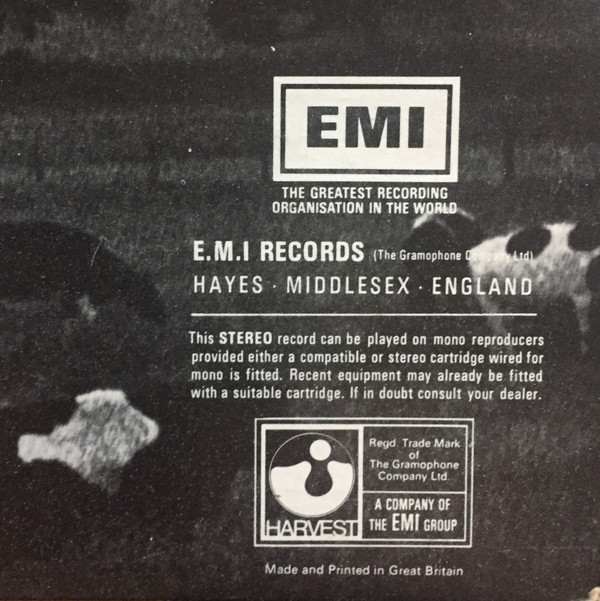 EMI
THE GREATEST RECORDING
ORGANISATION IN THE WORLD
E.M.I RECORDS (The Gramophone Company Ltd)
HAYES · MIDDLESEX · ENGLAND
This STEREO record can be played on mono reproducers
provided either a compatible or stereo cartridge wired for
mono is fitted. Recent equipment may already be fitted
with a suitable cartridge. If in doubt consult your dealer.
HARVEST
Regd. Trade Mark
of
The Gramophone
Company Ltd.
A COMPANY OF
THE EMI GROUP
Made and Printed in Great Britain